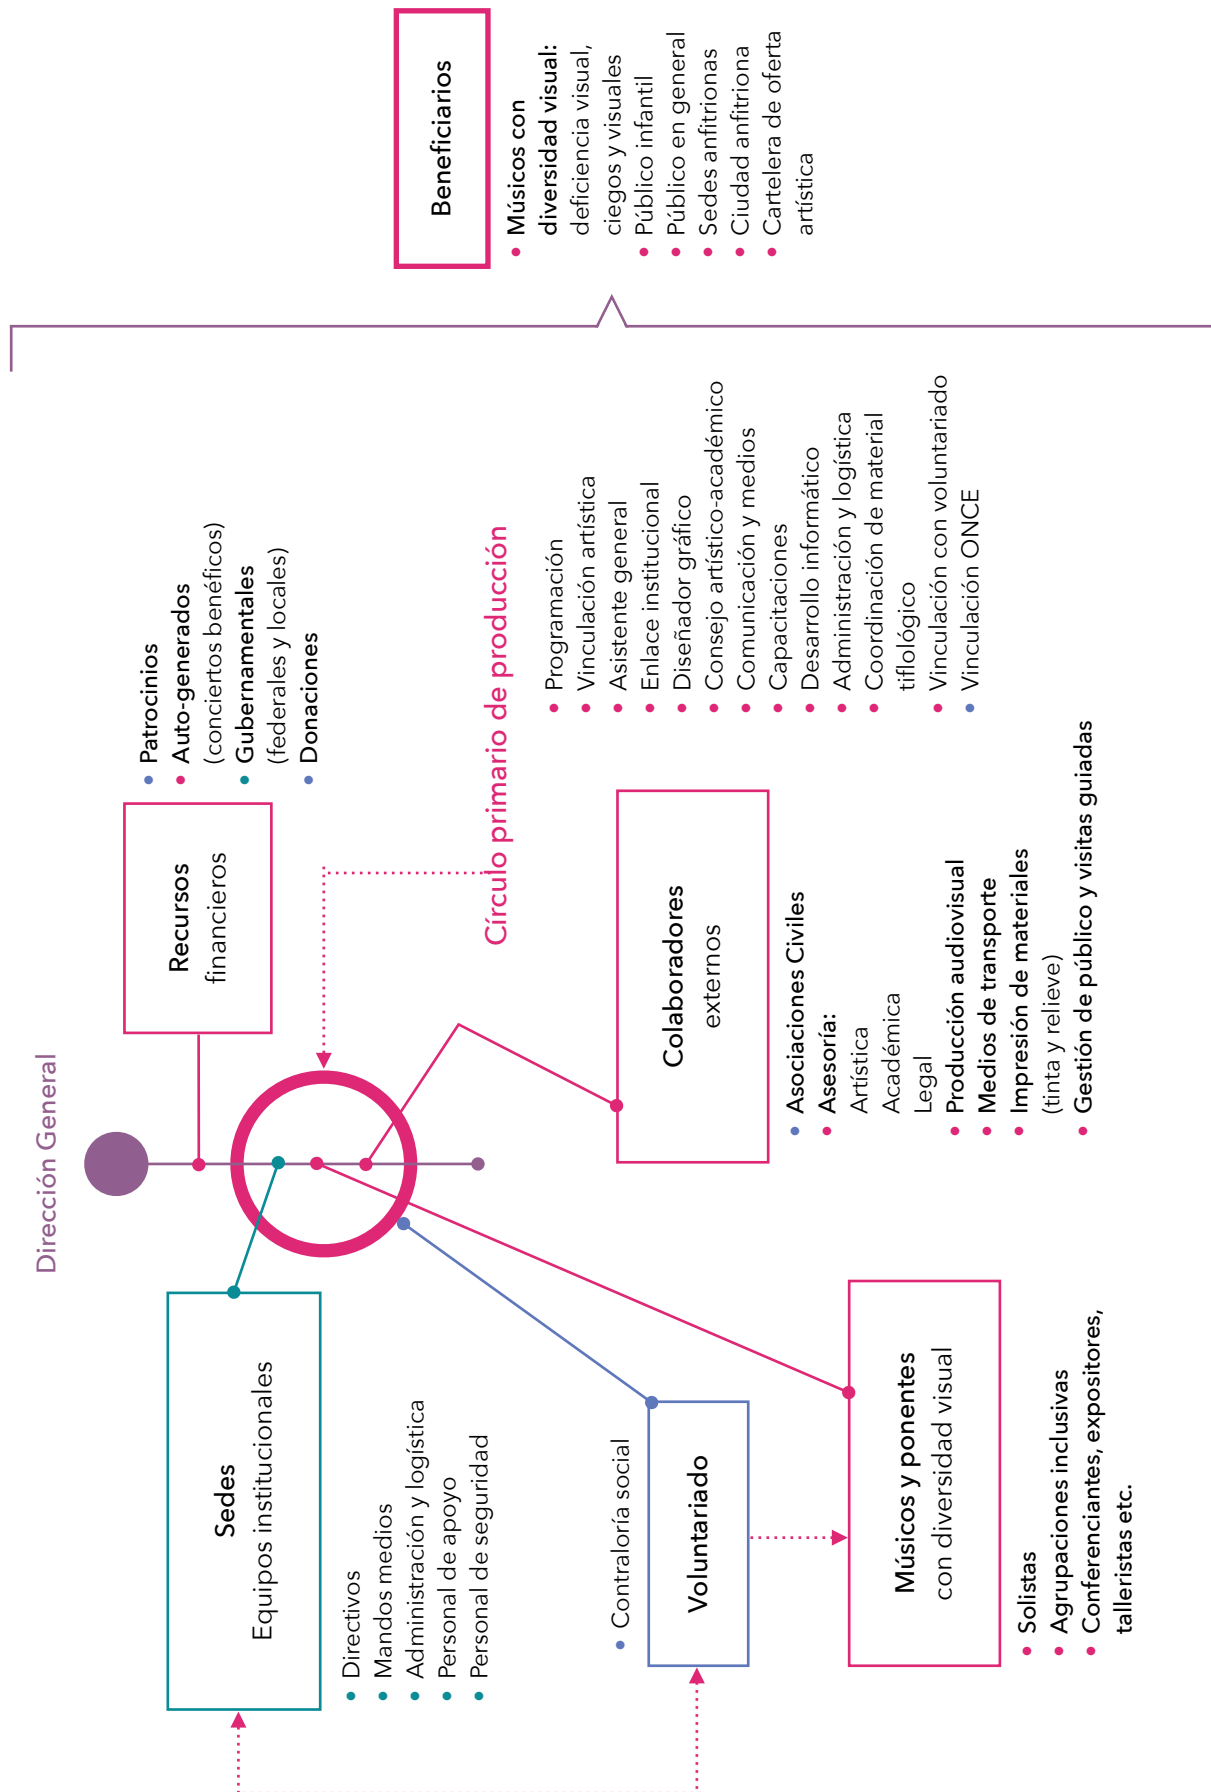 Dirección General
Sedes
Equipos institucionales
Directivos
Mandos medios
Administración y logística
Personal de apoyo
Personal de seguridad
Recursos
financieros
Patrocinios
Auto-generados
(conciertos benéficos)
Gubernamentales
(federales y locales)
Donaciones
Círculo primario de producción
Programación
Vinculación artística
Asistente general
Enlace institucional
Diseñador gráfico
Consejo artístico-académico
Comunicación y medios
Capacitaciones
Desarrollo informático
Administración y logística
Coordinación de material
tiflológico
Vinculación con voluntariado
Vinculación ONCE
Contraloría social
Voluntariado
Músicos y ponentes
con diversidad visual
Solistas
Agrupaciones inclusivas
Conferenciantes, expositores,
talleristas etc.
Colaboradores
externos
Asociaciones Civiles
Asesoría:
Artística
Académica
Legal
Producción audiovisual
Medios de transporte
Impresión de materiales
(tinta y relieve)
Gestión de público y visitas guiadas
Beneficiarios
Músicos con
diversidad visual:
deficiencia visual,
ciegos y visuales
Público infantil
Público en general
Sedes anfitrionas
Ciudad anfitriona
Cartelera de oferta
artística